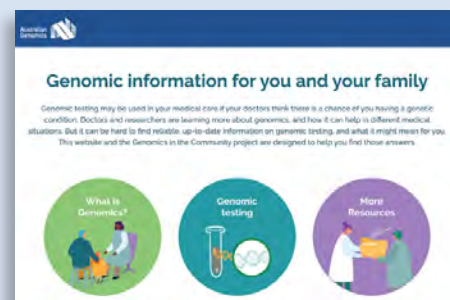 Australian
Genomics
Genomic information for you and your family
Genomic testing may be used in your medical care if your doctors think there is a chance of you having a genetic
condition. Doctors and researchers are learning more about genomics, and how it can help in different medical
situations. But it can be hard to find reliable, up-to-date information on genomic testing, and what it might mean for you.
This website and the Genomics in the Community project are designed to help you find those answers.
What is
Genomics?
Genomic
testing
More
Resources